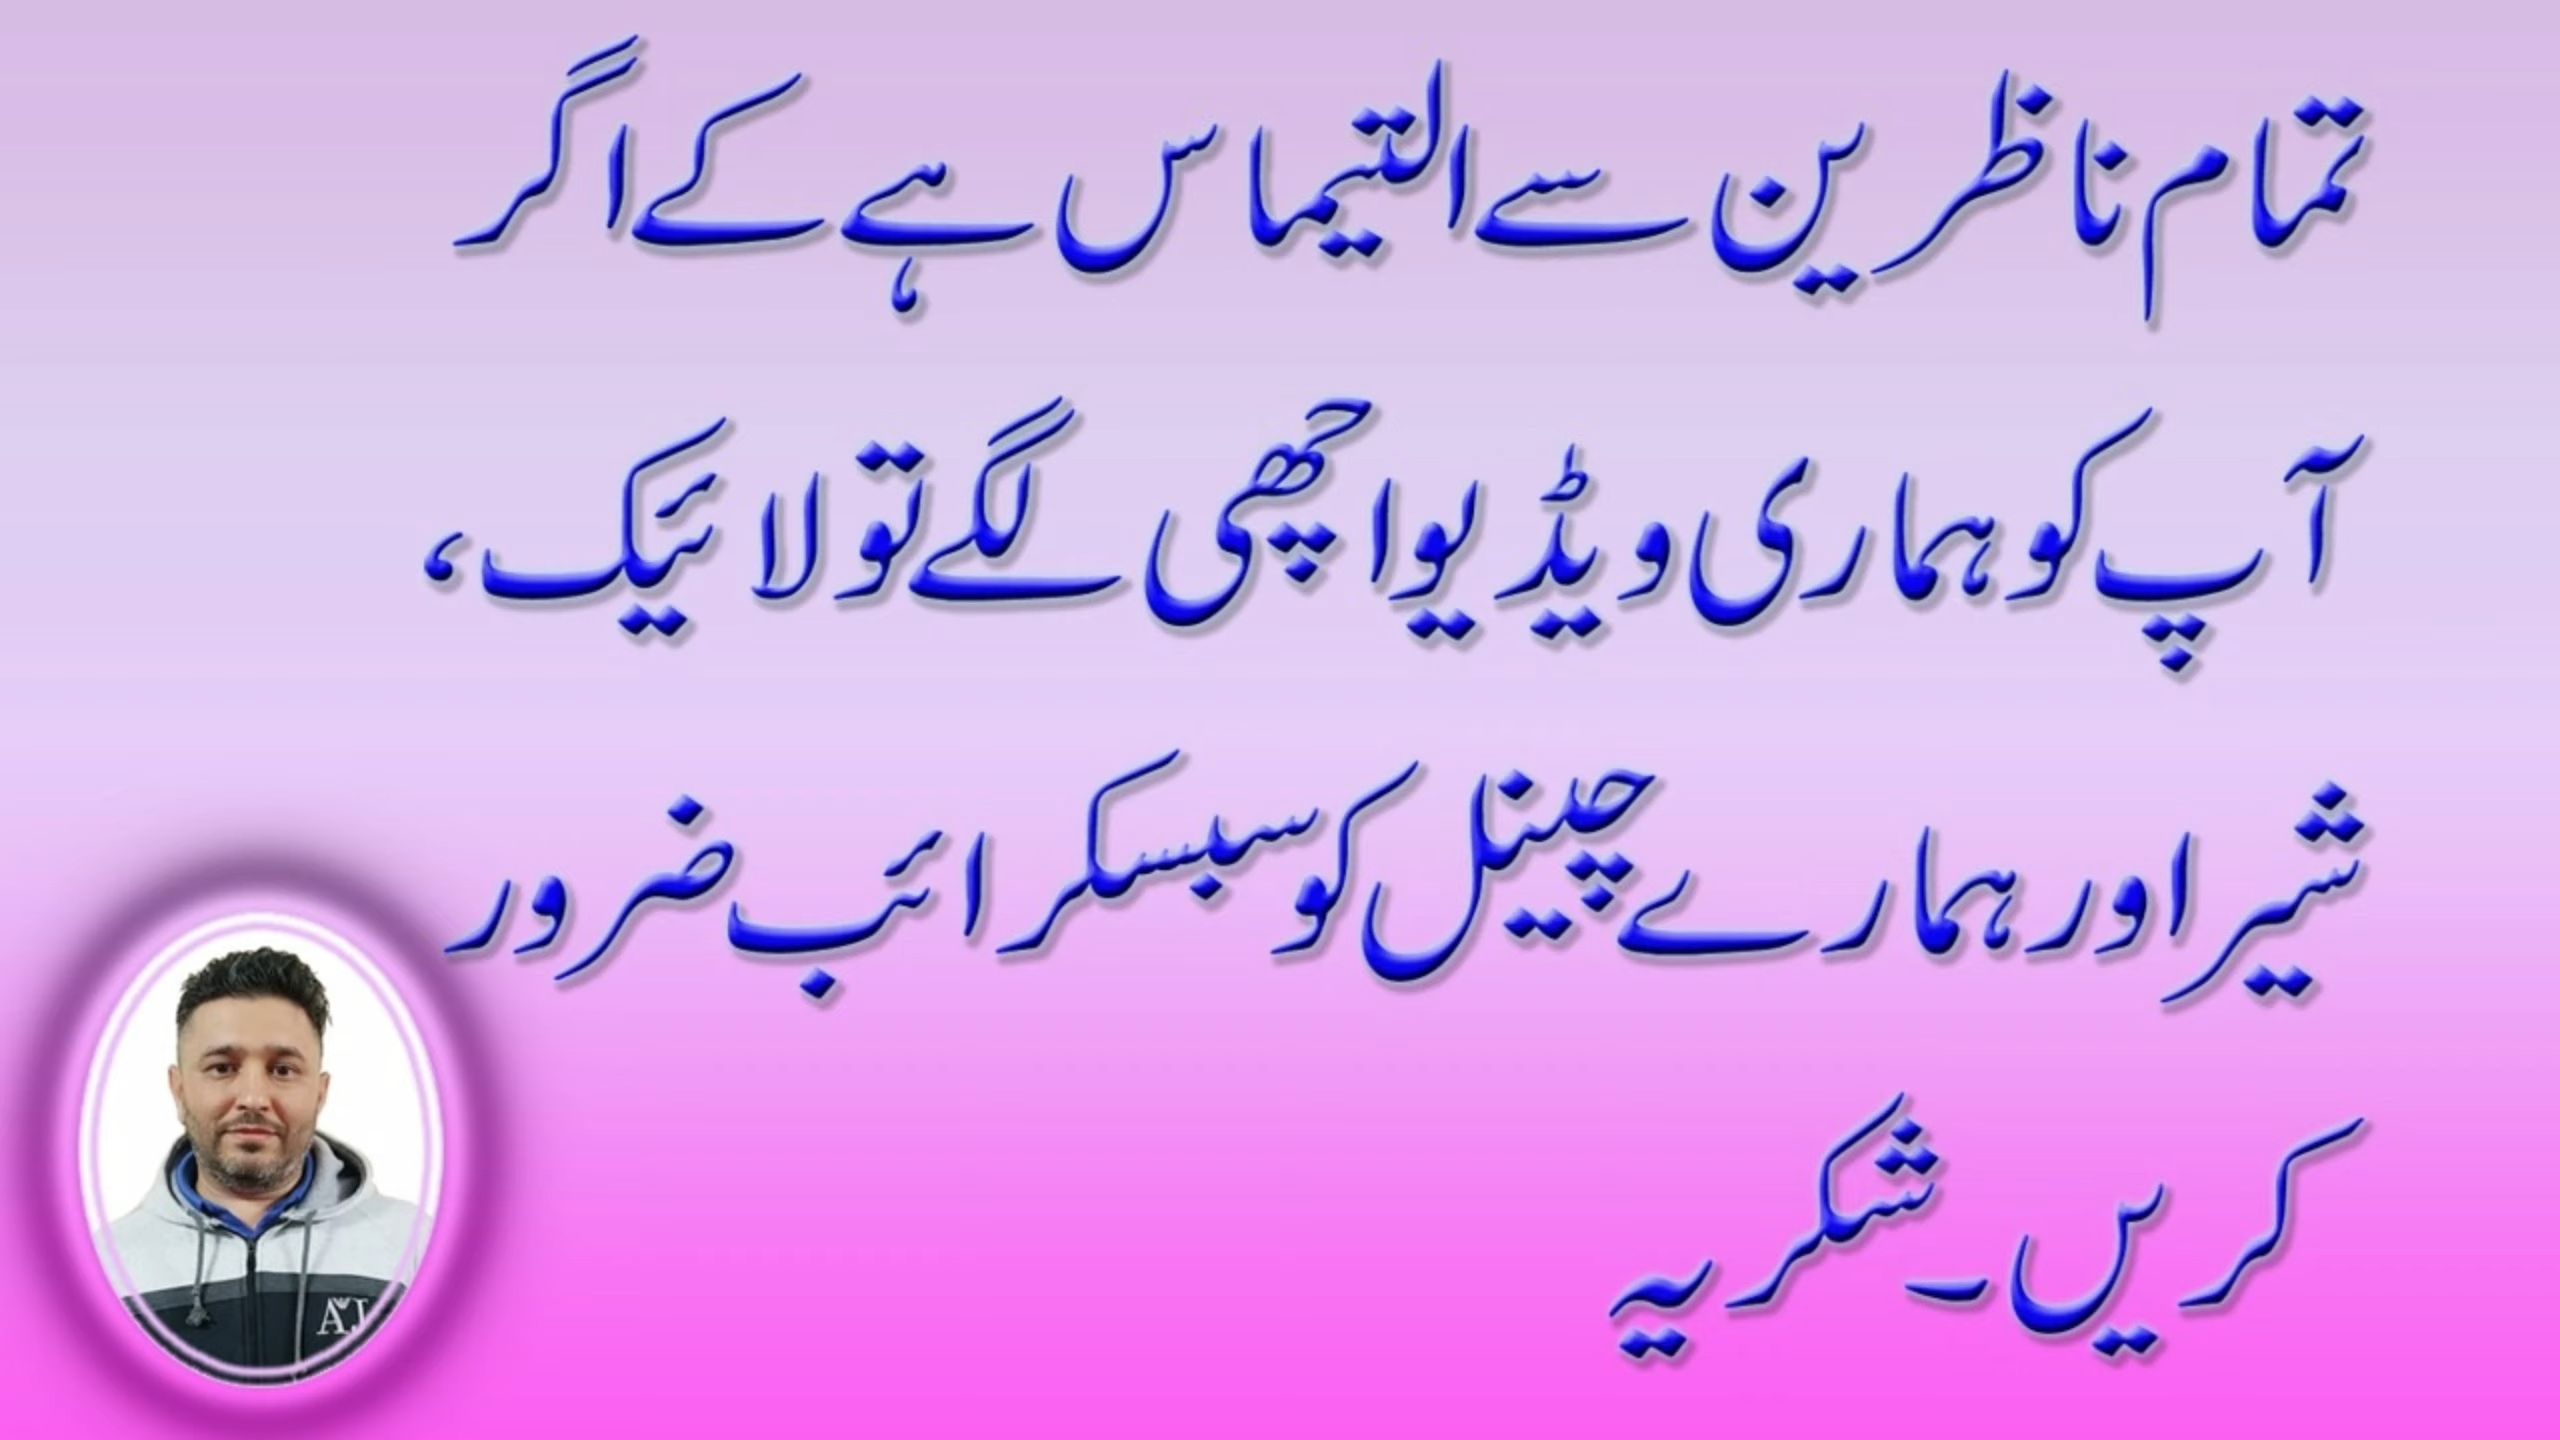 تمام ناظرین سے التیماس ہے کے اگر
آپ کو ہماری ویڈیو اچھی لگے تو لائیک،
شیر اور ہمارے چینل کو سبسکرائب ضرور
کریں۔ شکریہ
AJ